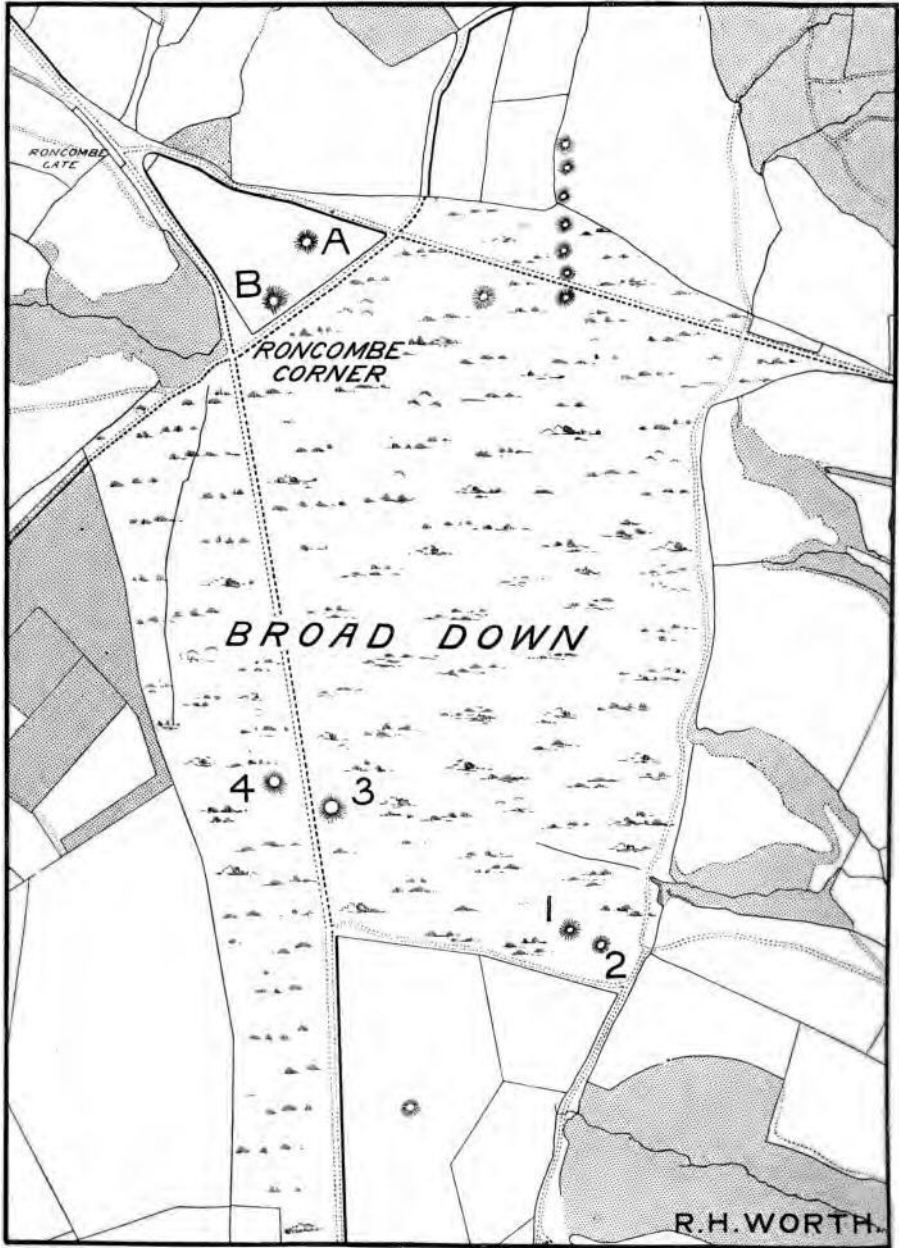 RONCOMBE
GATE
A
B
RONCOMBE
CORNER
BROAD DOWN
4
3
1
2
R.H.WORTH.